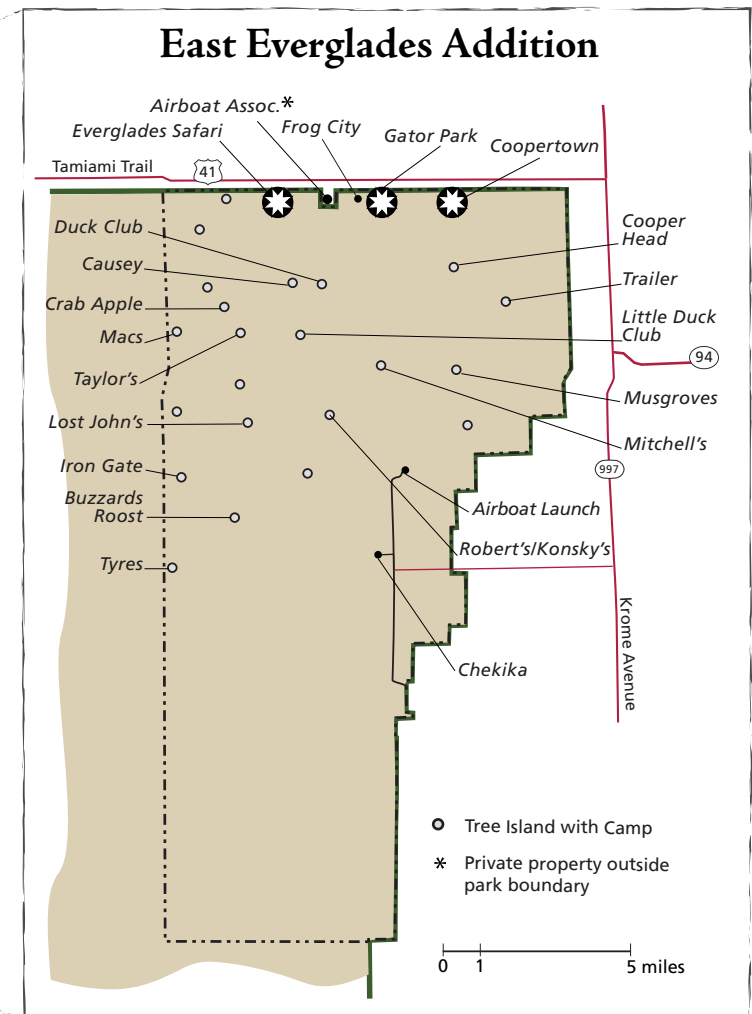 East Everglades Addition
Airboat Assoc.*
Everglades Safari
Frog City
Gator Park
Coopertown
Tamiami Trail
41
Duck Club
Causey
Crab Apple
Macs
Taylor's
Lost John's
Iron Gate
Buzzards
Roost
Tyres
Cooper
Head
Trailer
Little Duck
Club
94
Musgroves
Mitchell's
997
Airboat Launch
Robert's/Konsky's
Krome Avenue
Chekika
Tree Island with Camp
* Private property outside
park boundary
0 1 5 miles